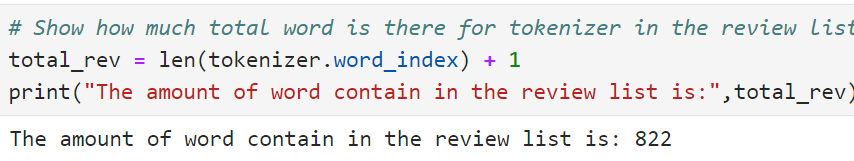 # Show how much total word is there for tokenizer in the review list
total_rev = len(tokenizer.word_index) + 1
print("The amount of word contain in the review list is:",total_rev)
The amount of word contain in the review list is: 822